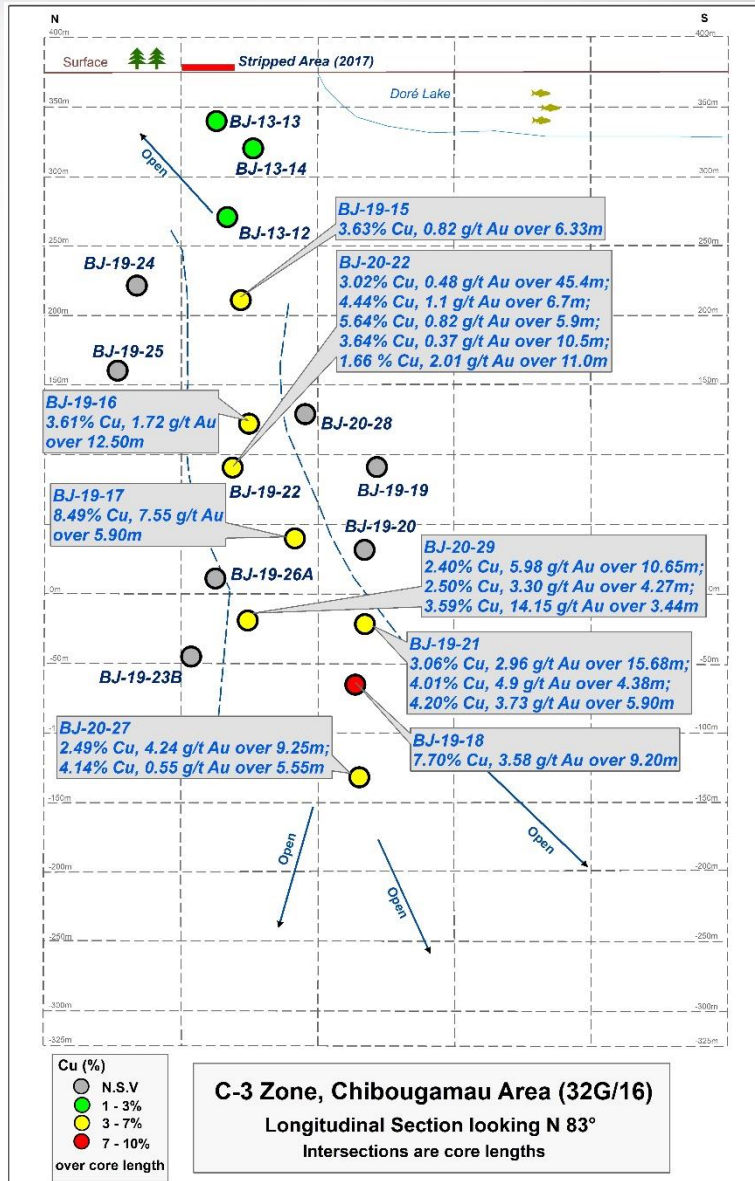 N
S
400m
400m
Surface
Stripped Area (2017)
Doré Lake
350m
350m
BJ-13-13
BJ-13-14
Open
300m
300m
BJ-13-12
BJ-19-15
3.63% Cu, 0.82 g/t Au over 6.33m
250m
250m
BJ-19-24
BJ-20-22
3.02% Cu, 0.48 g/t Au over 45.4m;
4.44% Cu, 1.1 g/t Au over 6.7m;
5.64% Cu, 0.82 g/t Au over 5.9m;
3.64% Cu, 0.37 g/t Au over 10.5m;
1.66 % Cu, 2.01 g/t Au over 11.0m
200m
200m
BJ-19-25
150m
150m
BJ-19-16
3.61% Cu, 1.72 g/t Au
over 12.50m
BJ-20-28
100m
100m
BJ-19-22
BJ-19-19
BJ-19-17
8.49% Cu, 7.55 g/t Au
over 5.90m
50m
BJ-19-20
BJ-19-26A
BJ-20-29
2.40% Cu, 5.98 g/t Au over 10.65m;
2.50% Cu, 3.30 g/t Au over 4.27m;
3.59% Cu, 14.15 g/t Au over 3.44m
0m
0m
BJ-19-21
3.06% Cu, 2.96 g/t Au over 15.68m;
4.01% Cu, 4.9 g/t Au over 4.38m;
4.20% Cu, 3.73 g/t Au over 5.90m
-50m
-50m
BJ-19-23B
BJ-20-27
2.49% Cu, 4.24 g/t Au over 9.25m;
4.14% Cu, 0.55 g/t Au over 5.55m
BJ-19-18
7.70% Cu, 3.58 g/t Au over 9.20m
-100m
-100m
-150m
-150m
Open
Open
Open
-200m
-200m
-250m
-250m
-300m
-300m
-325m
-325m
Cu (%)
N.S.V
1 - 3%
3 - 7%
7 - 10%
over core length
C-3 Zone, Chibougamau Area (32G/16)
Longitudinal Section looking N 83°
Intersections are core lengths